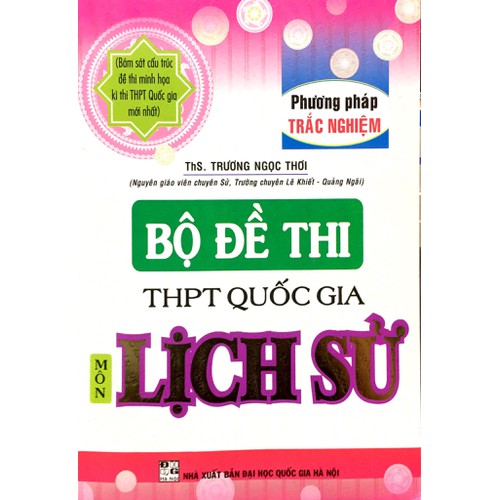 (Bám sát cấu trúc
đề thi minh họa
kì thi THPT Quốc gia
mới nhất)
Phương pháp
TRẮC NGHIỆM
ThS. TRƯƠNG NGỌC THƠI
(Nguyên giáo viên chuyên Sử, Trường chuyên Lê Khiết - Quảng Ngãi)
BỘ ĐỀ THI
THPT QUỐC GIA
MÔN
LỊCH SỬ
HÀ NỘI
NHÀ XUẤT BẢN ĐẠI HỌC QUỐC GIA HÀ NỘI